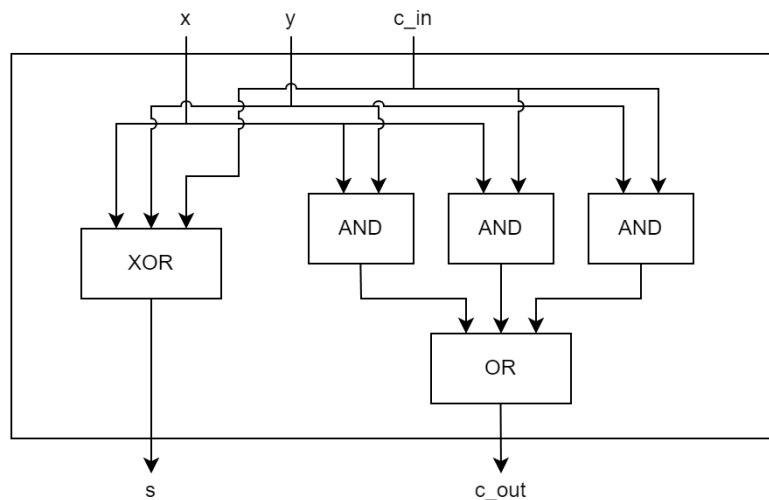 x y c_in
AND AND AND
XOR
OR
s c_out